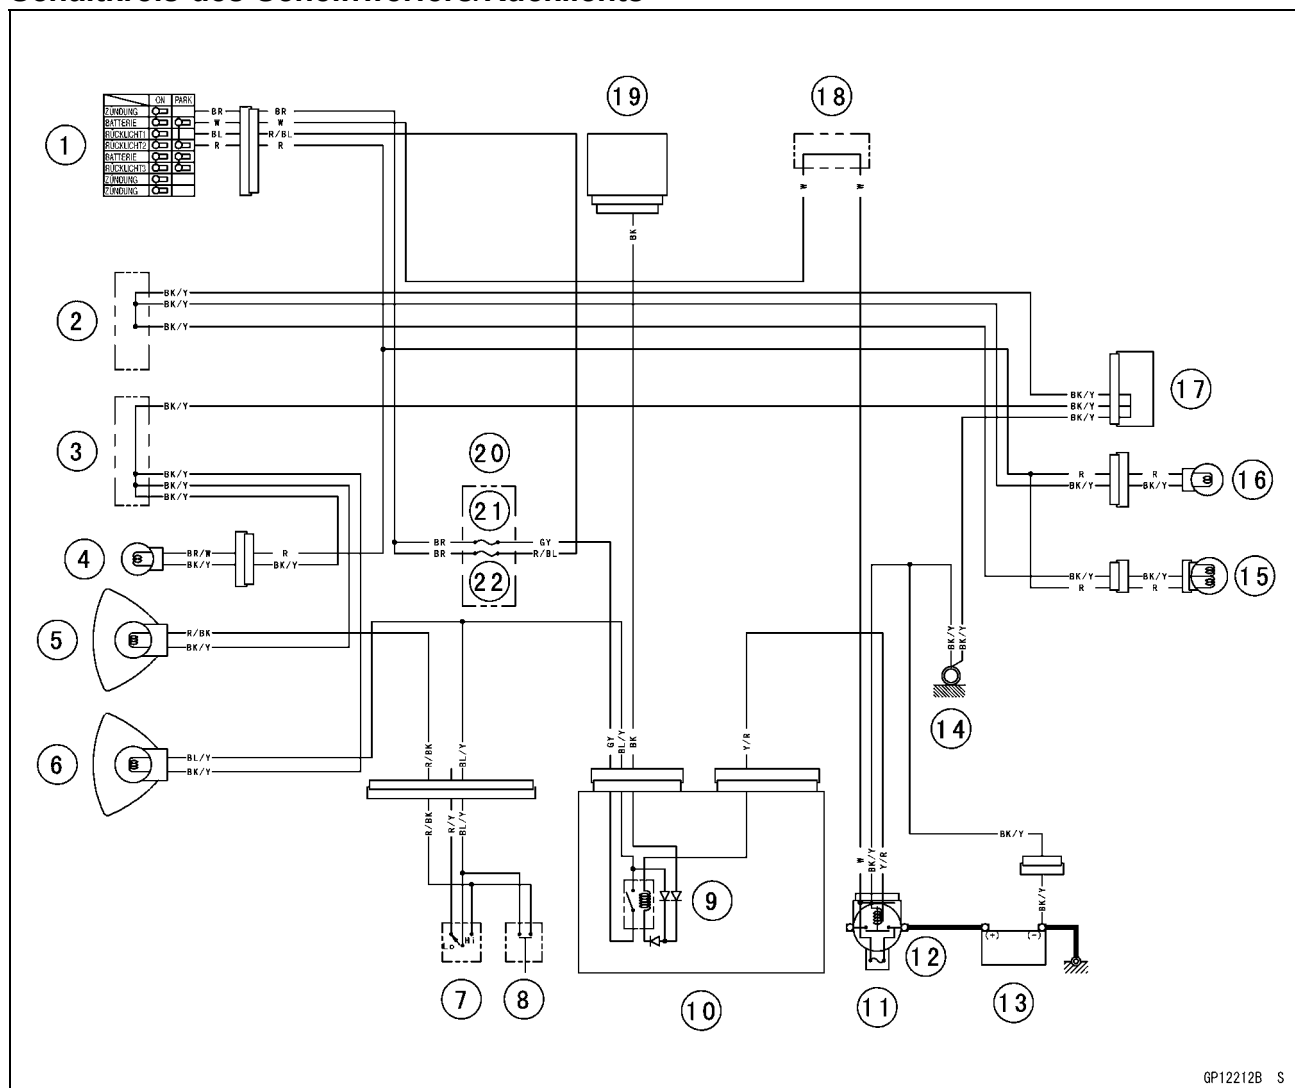 ON PARK
ZÜNDUNG
BATTERIE
RÜCKLICHT1
RÜCKLICHT2
BATTERIE
RÜCKLICHT3
ZÜNDUNG
ZÜNDUNG
BR BR
W W
BL R/BL
R R
1
19
18
BK
W W
2
BK/Y
BK/Y
BK/Y
3
BK/Y
BK/Y
BK/Y
BK/Y
17
BK/Y
BK/Y
BK/Y
20
21
BR GY
BR R/BL
22
16
R R
BK/Y BK/Y
4
BR/W R
BK/Y BK/Y
15
BK/Y BK/Y
R R
5
R/BK
BK/Y
BK/Y BK/Y
14
6
BL/Y
BK/Y
R/BK BL/Y
GY BL/Y BK Y/R
R/BK R/Y BL/Y
BK/Y
W BK/Y Y/R
BK/Y
9
Lo Hi
(+) (-)
12
7
8
10
11
13
GP12212B S